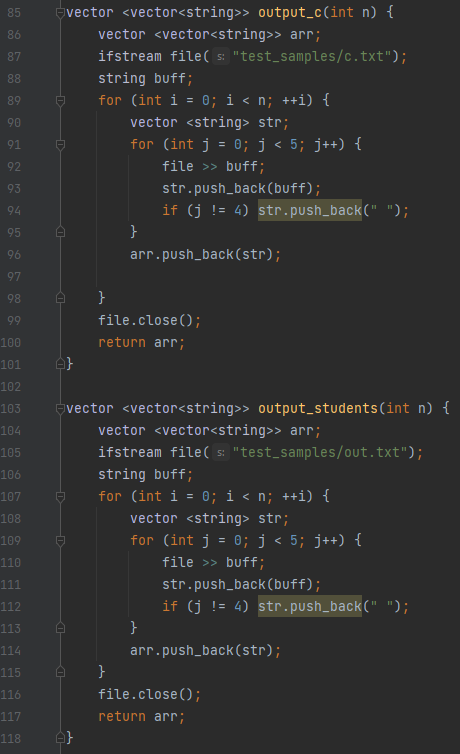 85 vector <vector<string>> output_c(int n) {
86     vector <vector<string>> arr;
87     ifstream file( s: "test_samples/c.txt");
88     string buff;
89     for (int i = 0; i < n; ++i) {
90         vector <string> str;
91         for (int j = 0; j < 5; j++) {
92             file >> buff;
93             str.push_back(buff);
94             if (j != 4) str.push_back(" ");
95         }
96         arr.push_back(str);
97
98     }
99     file.close();
100     return arr;
101 }
102
103 vector <vector<string>> output_students(int n) {
104     vector <vector<string>> arr;
105     ifstream file( s: "test_samples/out.txt");
106     string buff;
107     for (int i = 0; i < n; ++i) {
108         vector <string> str;
109         for (int j = 0; j < 5; j++) {
110             file >> buff;
111             str.push_back(buff);
112             if (j != 4) str.push_back(" ");
113         }
114         arr.push_back(str);
115     }
116     file.close();
117     return arr;
118 }